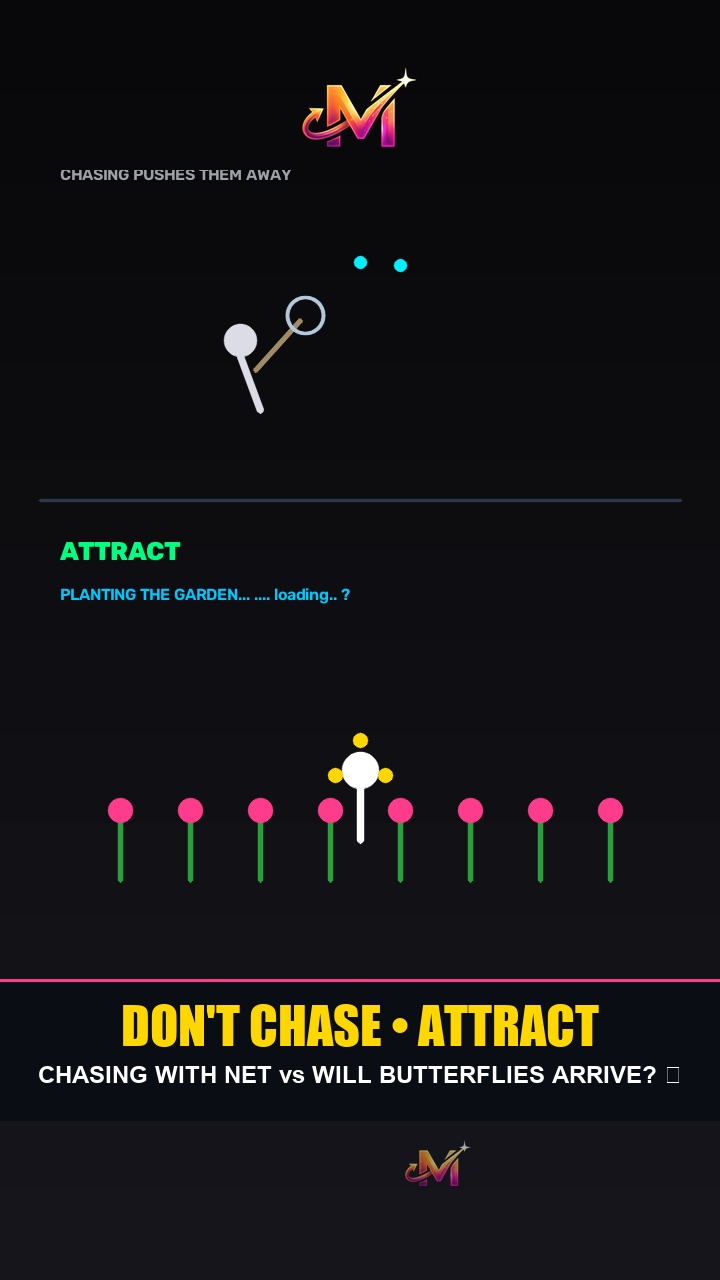 M
CHASING PUSHES THEM AWAY
ATTRACT
PLANTING THE GARDEN... .... loading.. ?
DON'T CHASE • ATTRACT
CHASING WITH NET vs WILL BUTTERFLIES ARRIVE? □
M